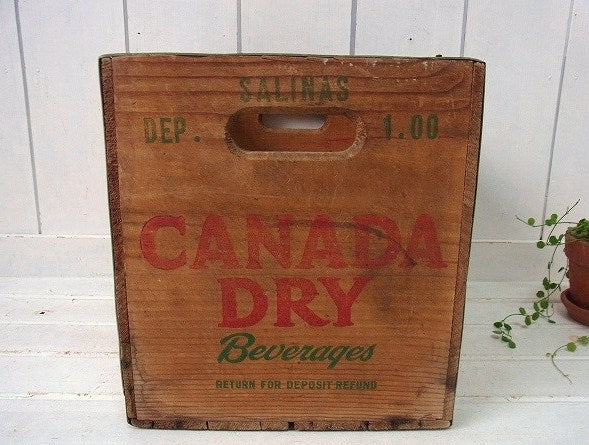 SALINAS
DEP. 1.00
CANADA
DRY
Beverages
RETURN FOR DEPOSIT REFUND